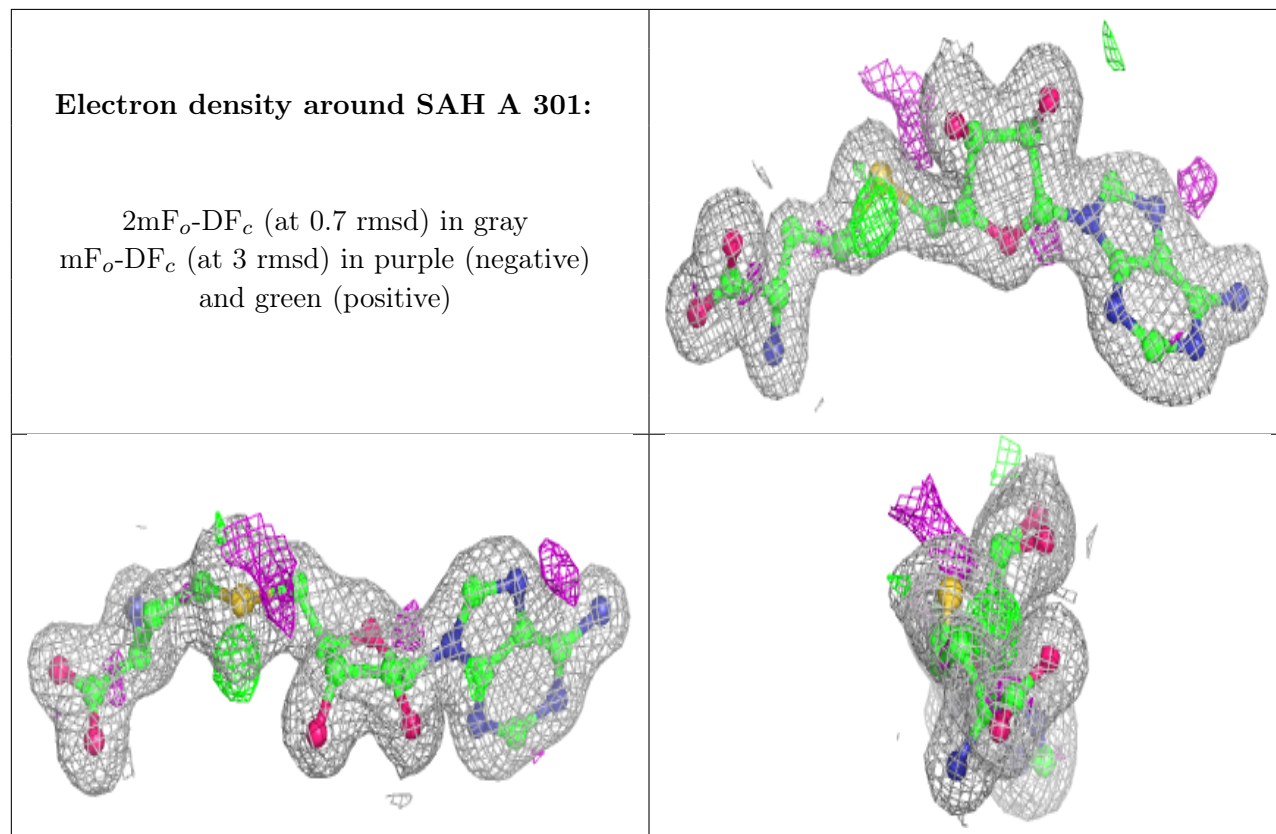 Electron density around SAH A 301:
2mFo-DFc (at 0.7 rmsd) in gray
mFo-DFc (at 3 rmsd) in purple (negative)
and green (positive)